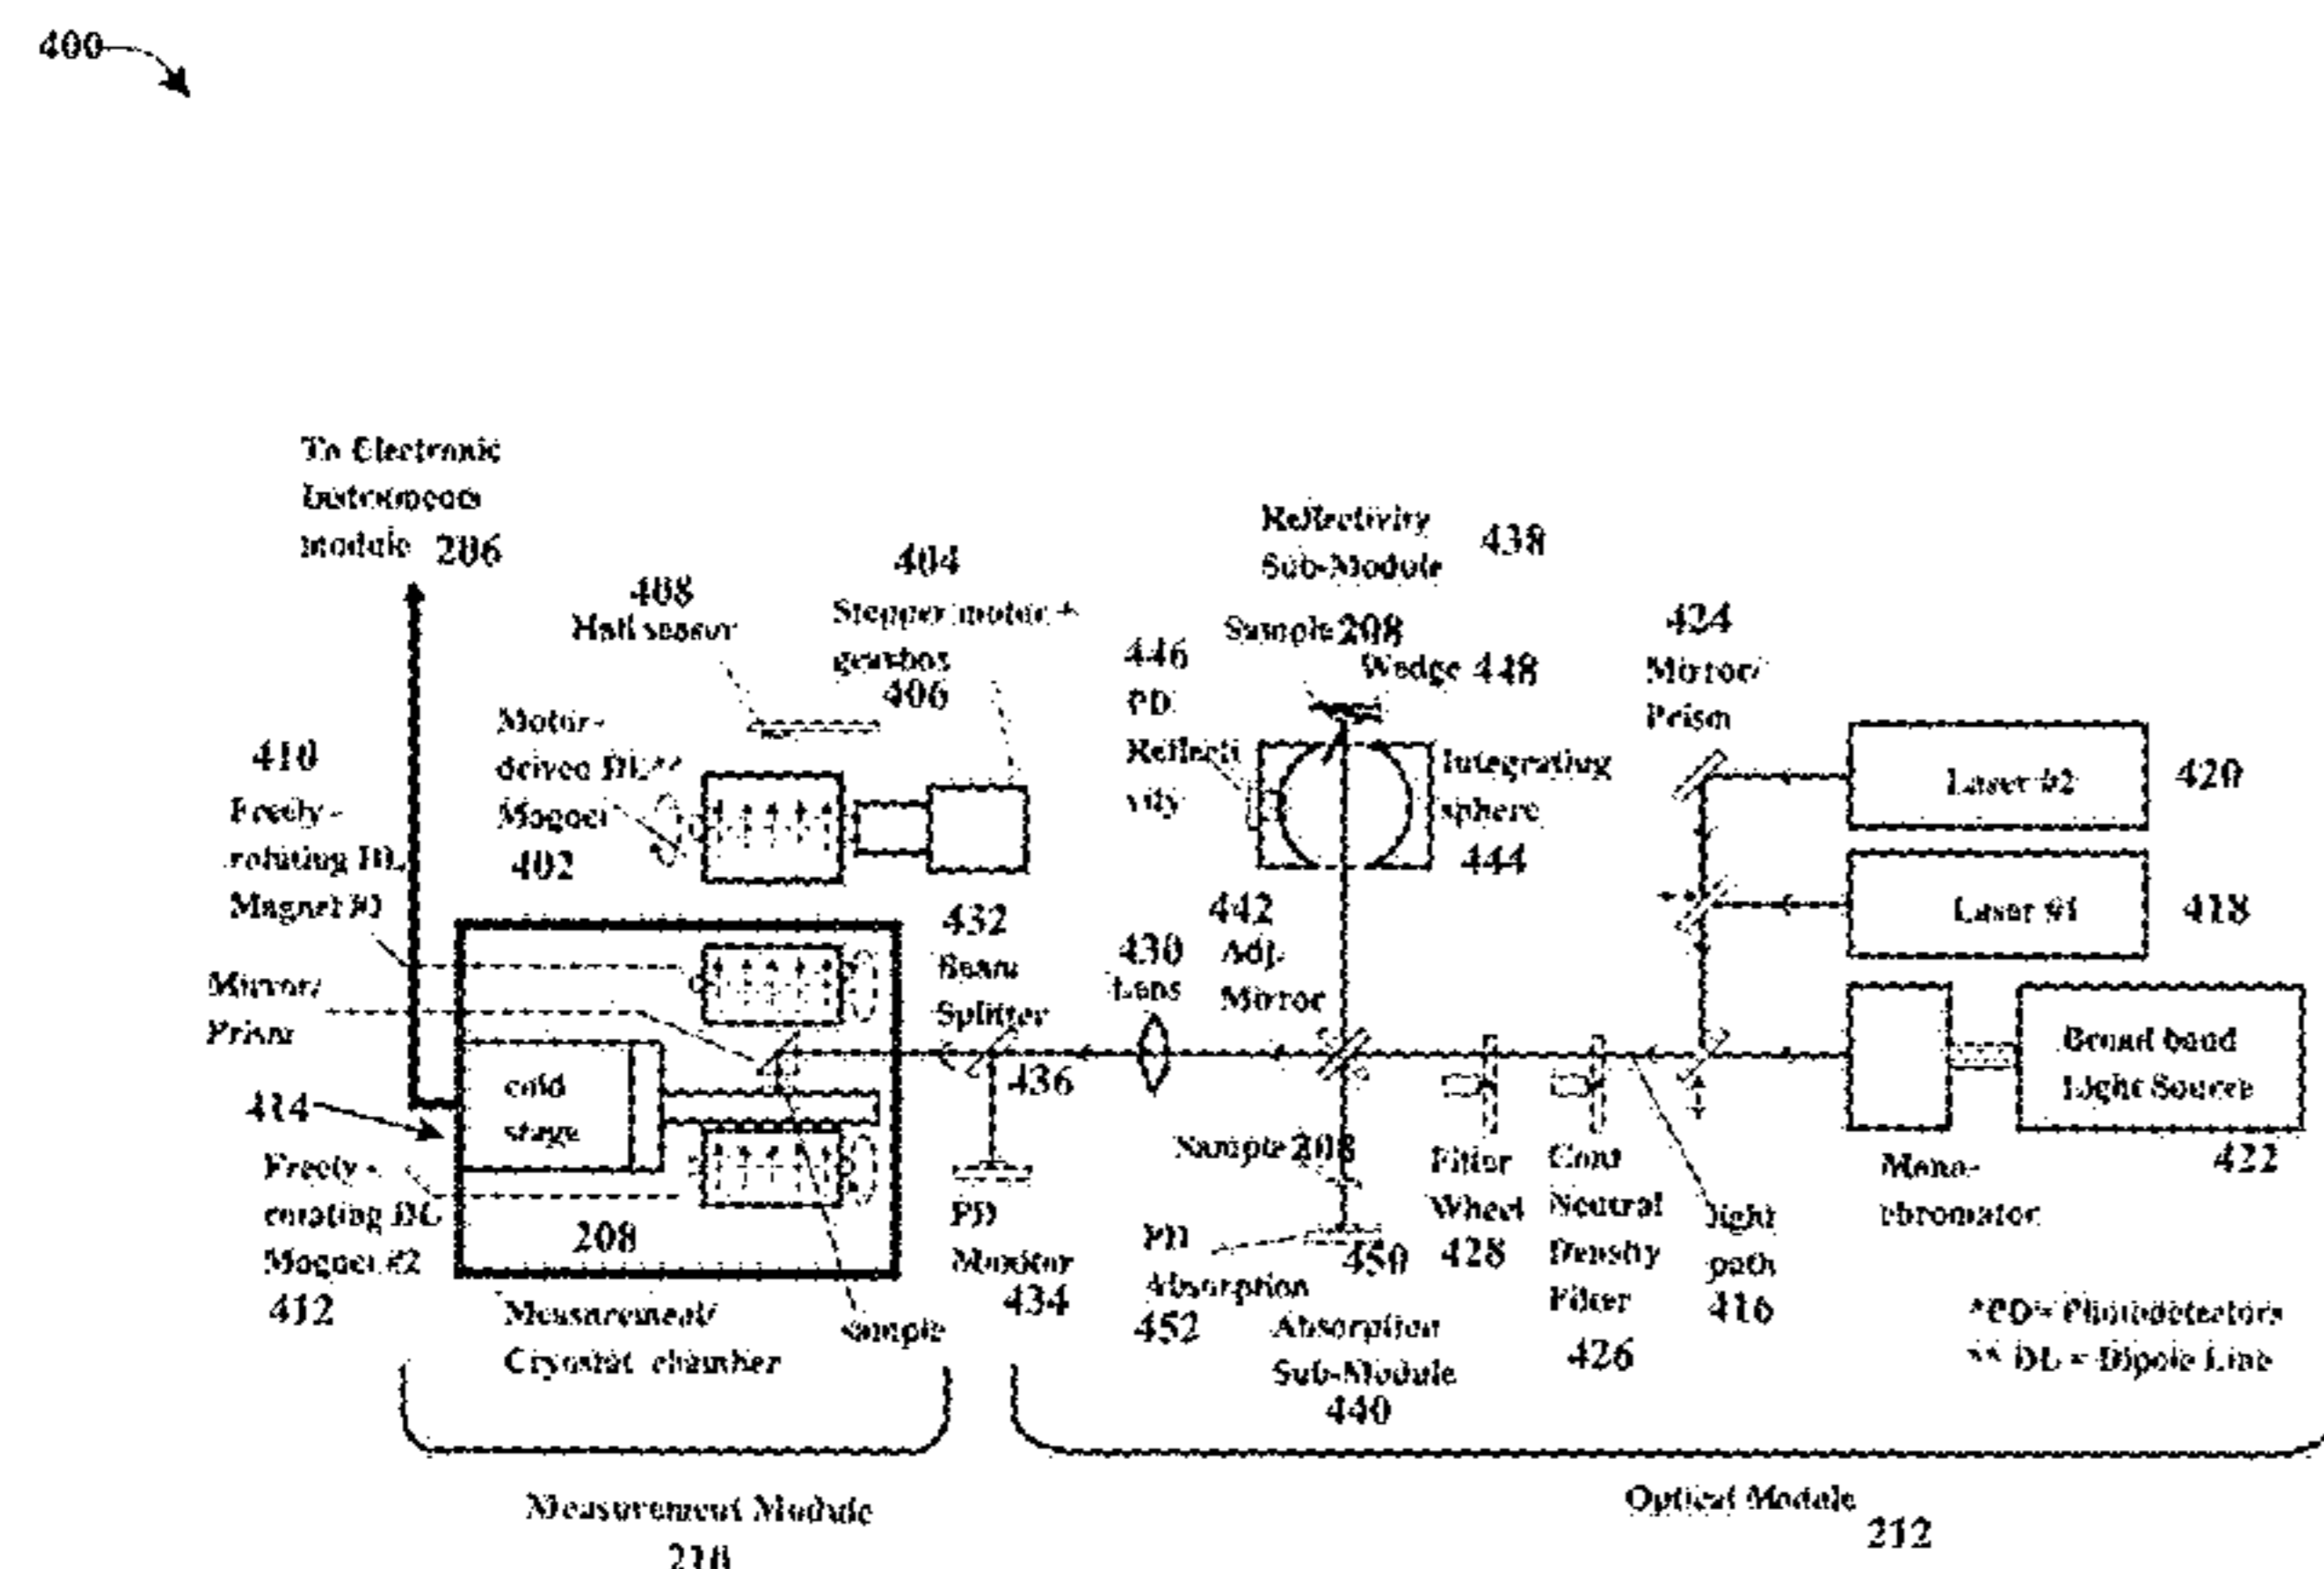 400
To Electronic
Instruments
module 206
408
Hall sensor
404
Stepper motor +
gearbox
406
Motor-
driven DL**
Magnet
402
410
Freely-
rotating DL
Magnet #1
Mirror/
Prism
cold
stage
414
Freely-
rotating DL
Magnet #2
412
208
Measurement/
Cryostat chamber
sample
432
Beam
Splitter
436
PD
Monitor
434
430
Lens
Reflectivity
Sub-Module
438
Sample 208
Wedge 448
446
PD
Reflecti
vity
Integrating
sphere
444
442
Adj.
Mirror
Sample 208
PD
Absorption
452
450
Absorption
Sub-Module
440
Filter
Wheel
428
Cont
Neutral
Density
Filter
426
light
path
416
424
Mirror/
Prism
Laser #2
420
Laser #1
418
Broad band
Light Source
422
Mono-
chromator
*PD= Photodetectors
** DL = Dipole Line
Measurement Module
210
Optical Module
212